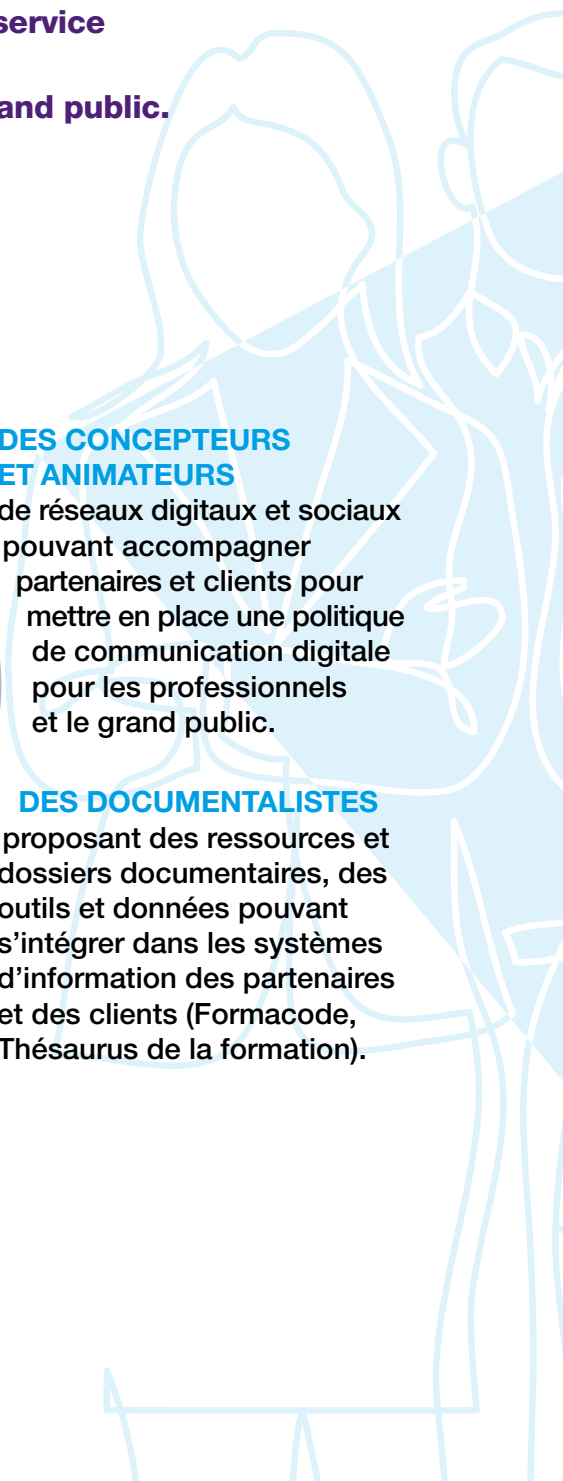 service
and public.
DES CONCEPTEURS
ET ANIMATEURS
de réseaux digitaux et sociaux
pouvant accompagner
partenaires et clients pour
mettre en place une politique
de communication digitale
pour les professionnels
et le grand public.
DES DOCUMENTALISTES
proposant des ressources et
dossiers documentaires, des
outils et données pouvant
s’intégrer dans les systèmes
d’information des partenaires
et des clients (Formacode,
Thésaurus de la formation).